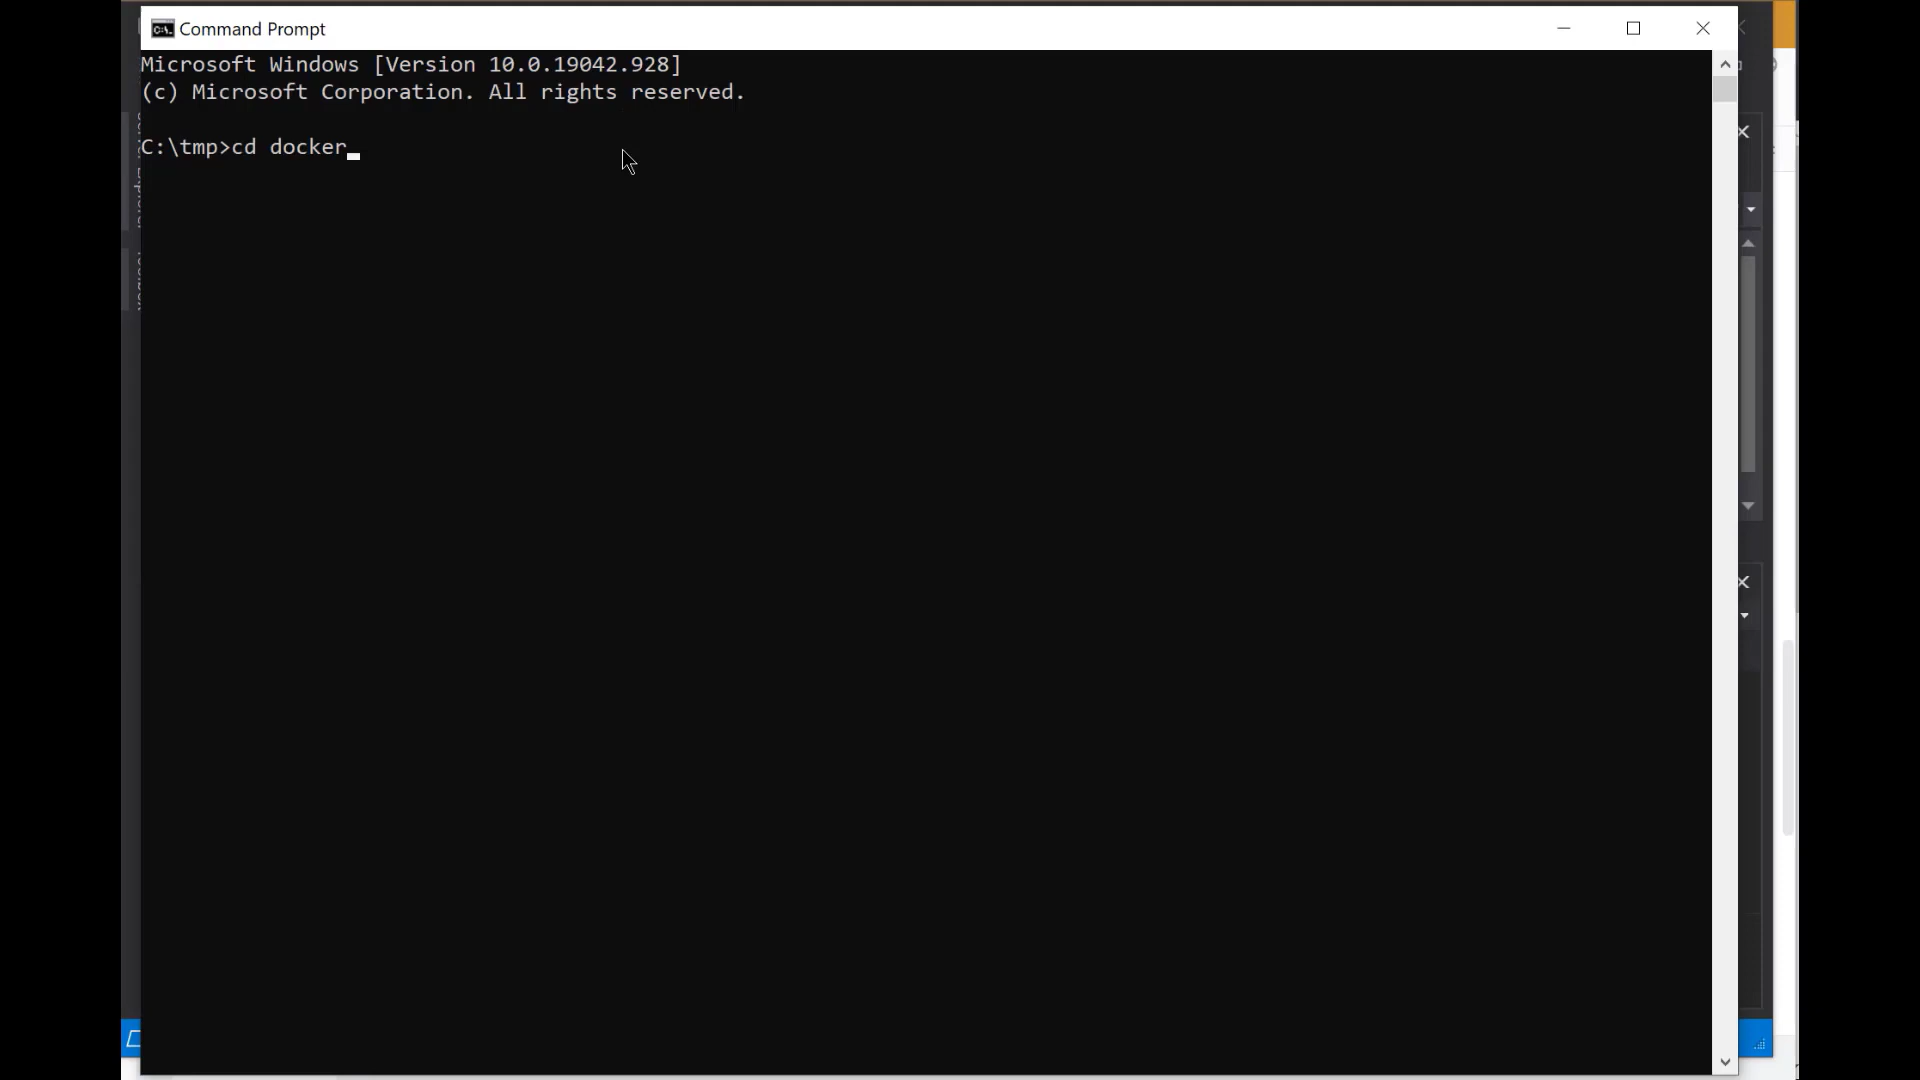 Command Prompt
Microsoft Windows [Version 10.0.19042.928]
(c) Microsoft Corporation. All rights reserved.
C:\tmp>cd docker